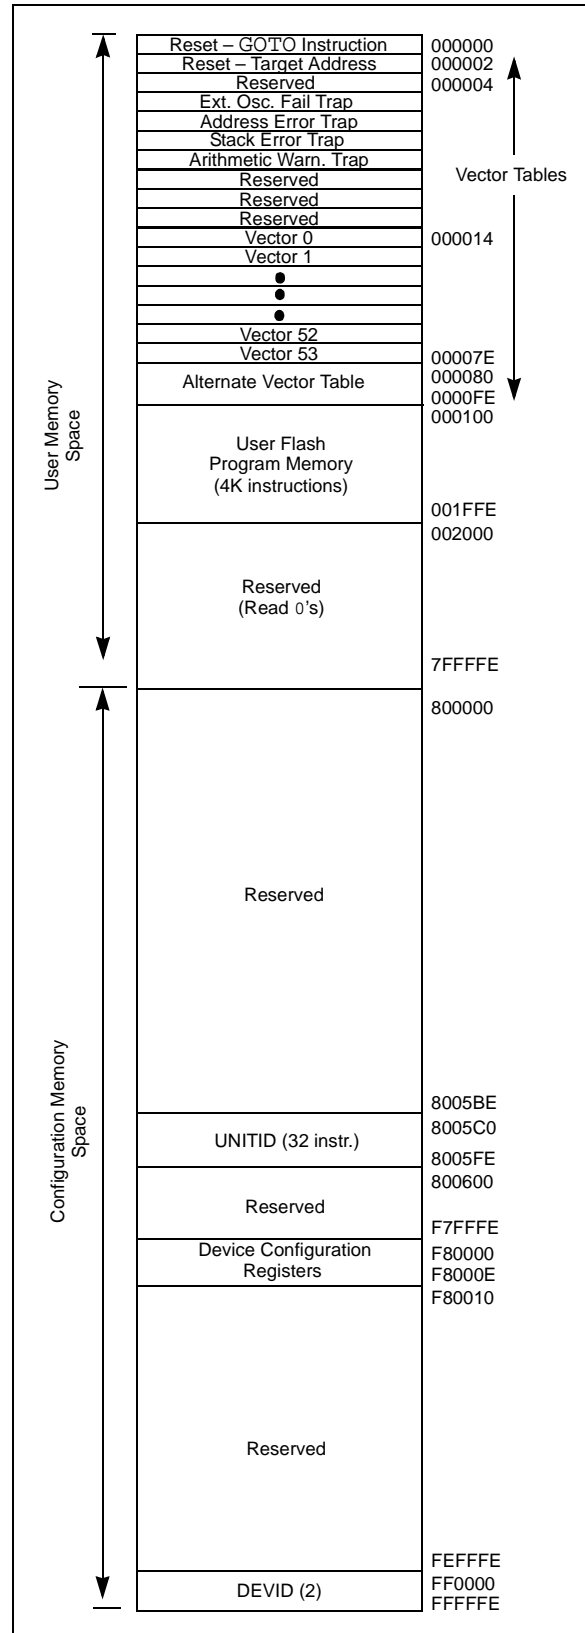 Reset – GOTO Instruction 000000
Reset – Target Address 000002
Reserved 000004
Ext. Osc. Fail Trap
Address Error Trap
Stack Error Trap
Arithmetic Warn. Trap
Reserved
Reserved
Reserved
Vector Tables
Vector 0 000014
Vector 1
Vector 52
Vector 53 00007E
Alternate Vector Table 000080
0000FE
000100
User Memory
Space
User Flash
Program Memory
(4K instructions)
001FFE
002000
Reserved
(Read 0's)
7FFFFE
800000
Reserved
Configuration Memory
Space
8005BE
8005C0
UNITID (32 instr.)
8005FE
800600
Reserved
F7FFFE
Device Configuration
Registers
F80000
F8000E
F80010
Reserved
FEFFFE
FF0000
DEVID (2)
FFFFFE